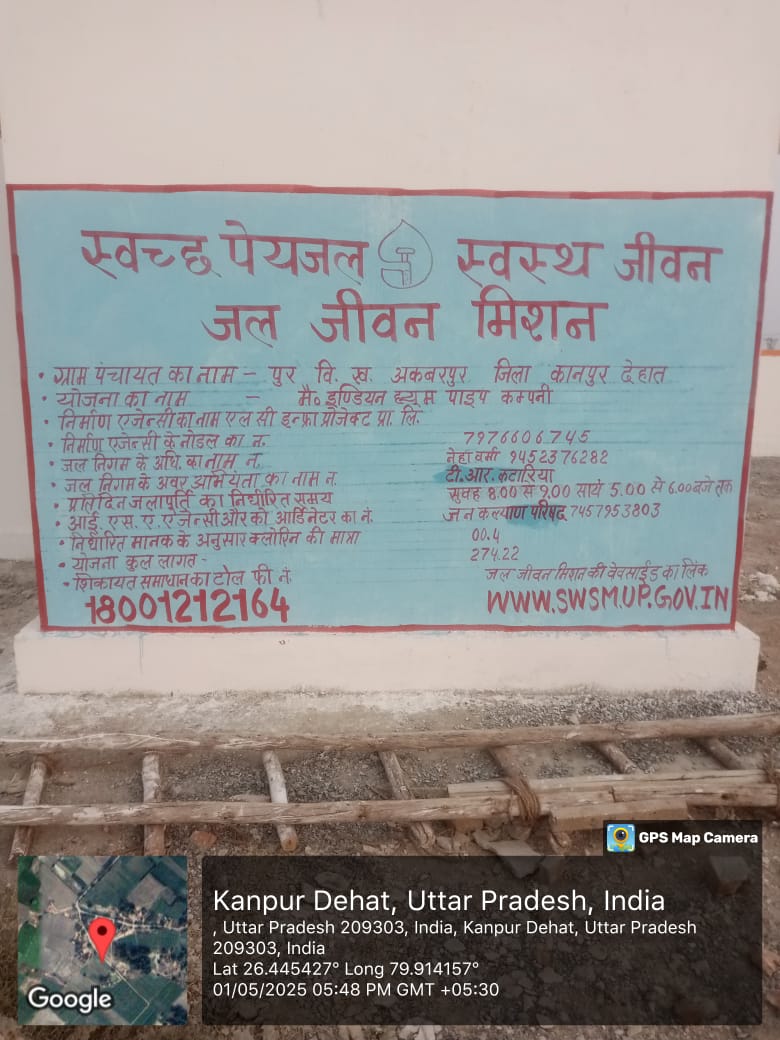 स्वच्छ पेयजल स्वस्थ जीवन
जल जीवन मिशन
• ग्राम पंचायत का नाम – पुर वि. ख. अकबरपुर जिला कानपुर देहात
• योजना का नाम – मै० इण्डियन ह्यूम पाइप कम्पनी
• निर्माण एजेन्सी का नाम एल सी इन्फ्रा प्रोजेक्ट प्रा. लि.
• निर्माण एजेन्सी के नोडल का नं. 7976606745
• जल निगम के अधि. का नाम नं. नेहा वर्मा 9452376282
• जल निगम के अवर अभियंता का नाम नं. टी. आर. कटारिया
• प्रतिदिन जलापूर्ति का निर्धारित समय सुवह 8.00 से 9.00 सायं 5.00 से 6.00 बजे तक
• आई. एस. ए. एजेन्सी और को आर्डिनेटर का नं. जन कल्याण परिषद 7457953803
• निर्धारित मानक के अनुसार क्लोरिन की मात्रा 00.4
• योजना कुल लागत - 274.22
• शिकायत समाधान का टोल फ्री नं. जल जीवन मिशन की वेवसाईड का लिंक
18001212164 WWW.SWSM.UP.GOV.IN
GPS Map Camera
Kanpur Dehat, Uttar Pradesh, India
, Uttar Pradesh 209303, India, Kanpur Dehat, Uttar Pradesh
209303, India
Lat 26.445427° Long 79.914157°
01/05/2025 05:48 PM GMT +05:30
Google